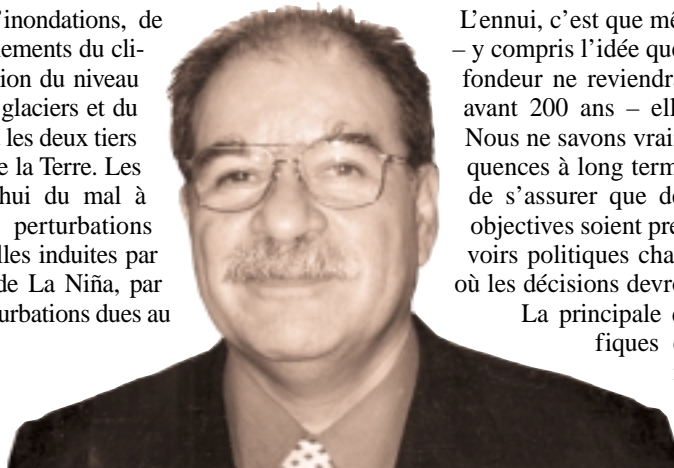 'inondations, de
lements du cli-
ion du niveau
glaciers et du
les deux tiers
e la Terre. Les
hui du mal à
perturbations
lles induites par
de La Niña, par
urbations dues au
L'ennui, c'est que mê
– y compris l'idée que
fondeur ne reviendra
avant 200 ans – ell
Nous ne savons vrai
quences à long term
de s'assurer que de
objectives soient pré
voirs politiques cha
où les décisions devro
La principale
fiques